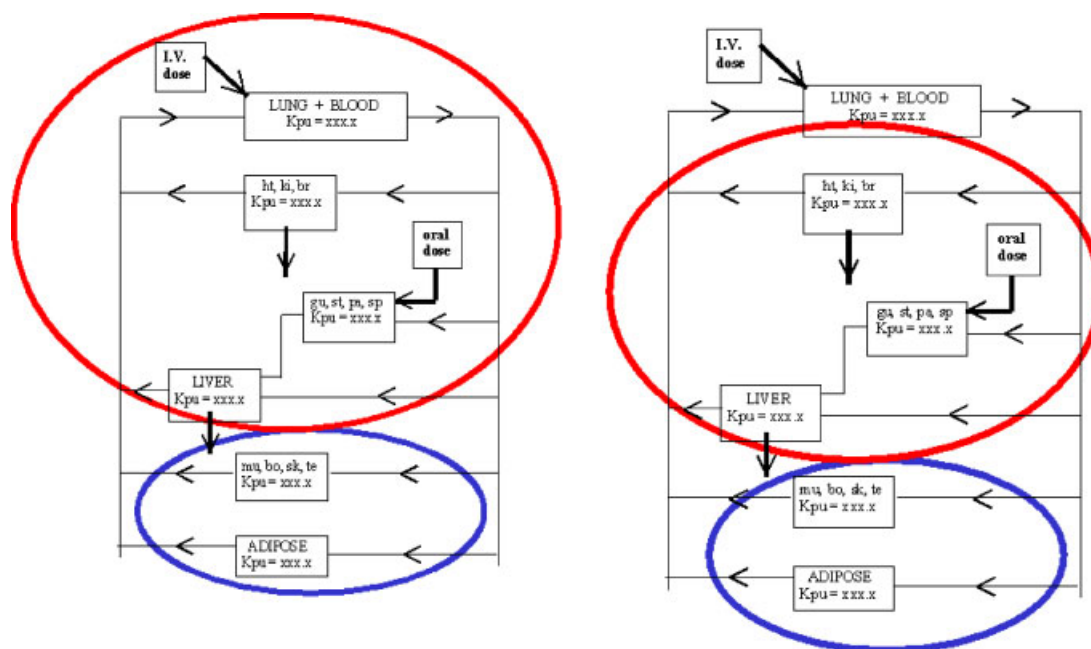 I.V.
dose
LUNG + BLOOD
Kpu = xxx.x
ht, ki, br
Kpu = xxx.x
oral
dose
gu, st, pa, sp
Kpu = xxx.x
LIVER
Kpu = xxx.x
mu, bo, sk, te
Kpu = xxx.x
ADIPOSE
Kpu = xxx.x
I.V.
dose
LUNG + BLOOD
Kpu = xxx.x
ht, ki, br
Kpu = xxx.x
oral
dose
gu, st, pa, sp
Kpu = xxx.x
LIVER
Kpu = xxx.x
mu, bo, sk, te
Kpu = xxx.x
ADIPOSE
Kpu = xxx.x